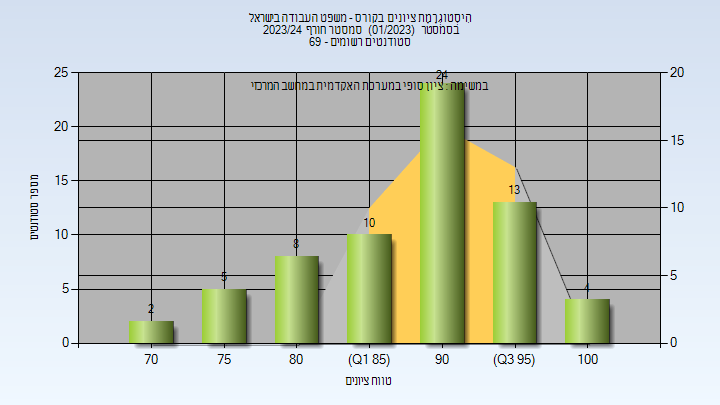 היסטוגרמת ציונים בקורס - משפט העבודה בישראל
בסמסטר (01/2023) סמסטר חורף 2023/24
סטודנטים רשומים - 69
במשימה : ציון סופי במערכת האקדמית במחשב המרכזי
25
20
15
10
5
0
20
15
10
5
0
מספר סטודנטים
2
5
8
10
24
13
4
70
75
80
(Q1 85)
90
(Q3 95)
100
טווח ציונים